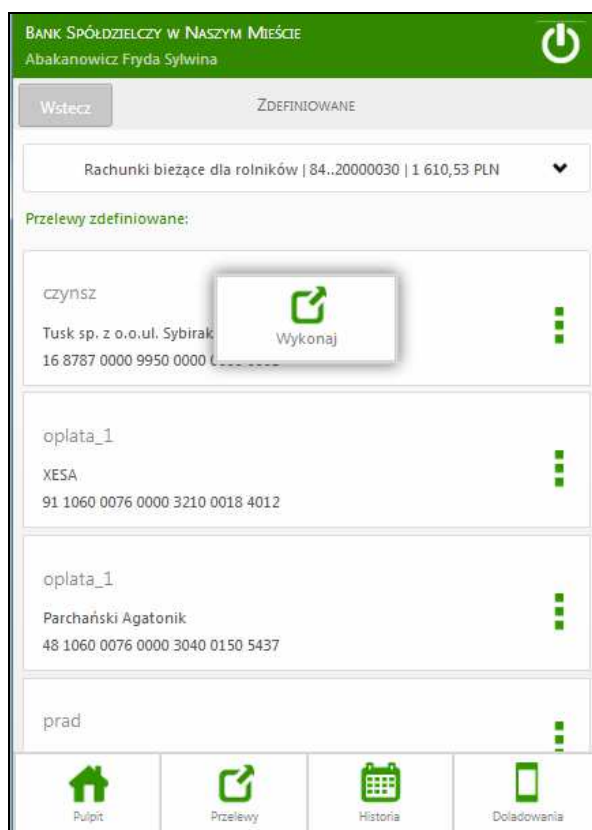 Bank Spółdzielczy w Naszym Mieście
Abakanowicz Fryda Sylwina
Wstecz
Zdefiniowane
Rachunki bieżące dla rolników | 84..20000030 | 1 610,53 PLN
Przelewy zdefiniowane:
czynsz
Tusk sp. z o.o.ul. Sybirak
16 8787 0000 9950 0000
Wykonaj
oplata_1
XESA
91 1060 0076 0000 3210 0018 4012
oplata_1
Parchański Agatonik
48 1060 0076 0000 3040 0150 5437
prad
Pulpit
Przelewy
Historia
Doladowania